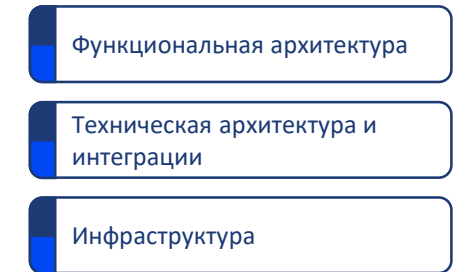 Функциональная архитектура
Техническая архитектура и
интеграции
Инфраструктура